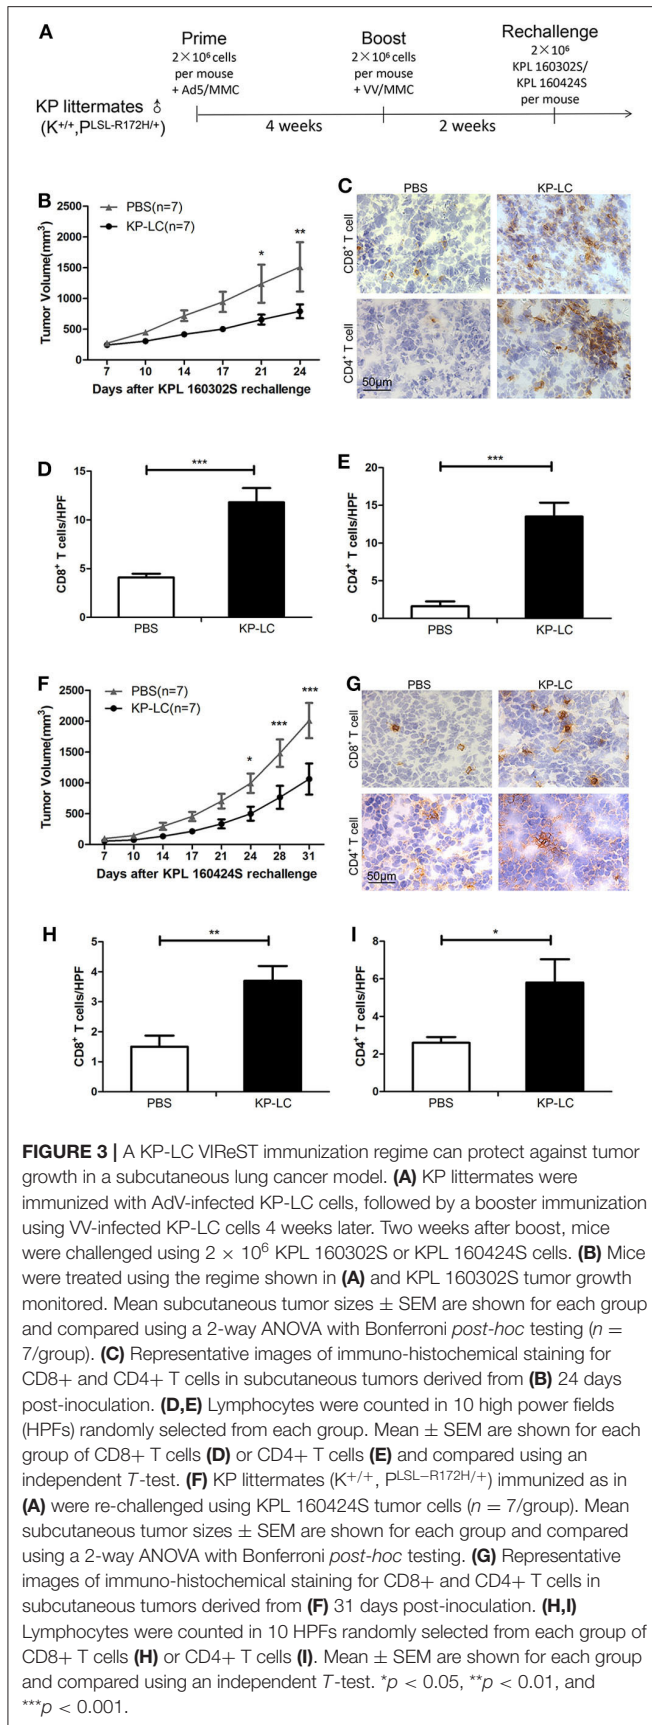 A
Prime
2×10⁶ cells
per mouse
+ Ad5/MMC
Boost
2×10⁶ cells
per mouse
+ VV/MMC
Rechallenge
2×10⁶
KPL 160302S/
KPL 160424S
per mouse
KP littermates ♂
(K+/+,PLSL-R172H/+)
4 weeks
2 weeks
B
PBS(n=7)
KP-LC(n=7)
Tumor Volume(mm³)
2500
2000
1500
1000
500
0
*
**
7 10 14 17 21 24
Days after KPL 160302S rechallenge
C
PBS
KP-LC
CD8⁺ T cell
CD4⁺ T cell
50μm
D
***
CD8⁺ T cells/HPF
15
10
5
0
PBS
KP-LC
E
***
CD4⁺ T cells/HPF
20
15
10
5
0
PBS
KP-LC
F
PBS(n=7)
KP-LC(n=7)
Tumor Volume(mm³)
2500
2000
1500
1000
500
0
*
***
***
7 10 14 17 21 24 28 31
Days after KPL 160424S rechallenge
G
PBS
KP-LC
CD8⁺ T cell
CD4⁺ T cell
50μm
H
**
CD8⁺ T cells/HPF
5
4
3
2
1
0
PBS
KP-LC
I
*
CD4⁺ T cells/HPF
8
6
4
2
0
PBS
KP-LC
FIGURE 3 | A KP-LC VIReST immunization regime can protect against tumor
growth in a subcutaneous lung cancer model. (A) KP littermates were
immunized with AdV-infected KP-LC cells, followed by a booster immunization
using VV-infected KP-LC cells 4 weeks later. Two weeks after boost, mice
were challenged using 2 × 10⁶ KPL 160302S or KPL 160424S cells. (B) Mice
were treated using the regime shown in (A) and KPL 160302S tumor growth
monitored. Mean subcutaneous tumor sizes ± SEM are shown for each group
and compared using a 2-way ANOVA with Bonferroni post-hoc testing (n =
7/group). (C) Representative images of immuno-histochemical staining for
CD8+ and CD4+ T cells in subcutaneous tumors derived from (B) 24 days
post-inoculation. (D,E) Lymphocytes were counted in 10 high power fields
(HPFs) randomly selected from each group. Mean ± SEM are shown for each
group of CD8+ T cells (D) or CD4+ T cells (E) and compared using an
independent T-test. (F) KP littermates (K+/+, PLSL−R172H/+) immunized as in
(A) were re-challenged using KPL 160424S tumor cells (n = 7/group). Mean
subcutaneous tumor sizes ± SEM are shown for each group and compared
using a 2-way ANOVA with Bonferroni post-hoc testing. (G) Representative
images of immuno-histochemical staining for CD8+ and CD4+ T cells in
subcutaneous tumors derived from (F) 31 days post-inoculation. (H,I)
Lymphocytes were counted in 10 HPFs randomly selected from each group of
CD8+ T cells (H) or CD4+ T cells (I). Mean ± SEM are shown for each group
and compared using an independent T-test. *p < 0.05, **p < 0.01, and
***p < 0.001.